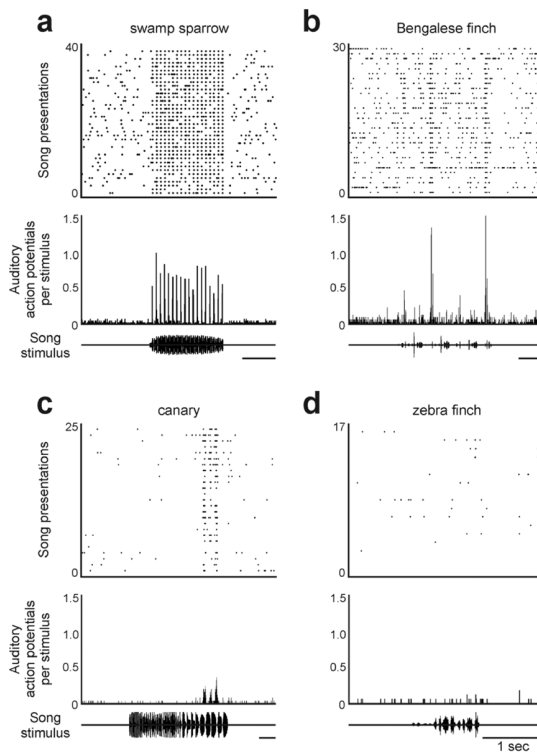 a
swamp sparrow
40
Song presentations
0
1.5
1.0
0.5
0
Auditory
action potentials
per stimulus
Song
stimulus
b
Bengalese finch
30
0
1.5
1.0
0.5
0
c
canary
25
Song presentations
0
1.5
1.0
0.5
0
Auditory
action potentials
per stimulus
Song
stimulus
d
zebra finch
17
0
1.5
1.0
0.5
0
1 sec